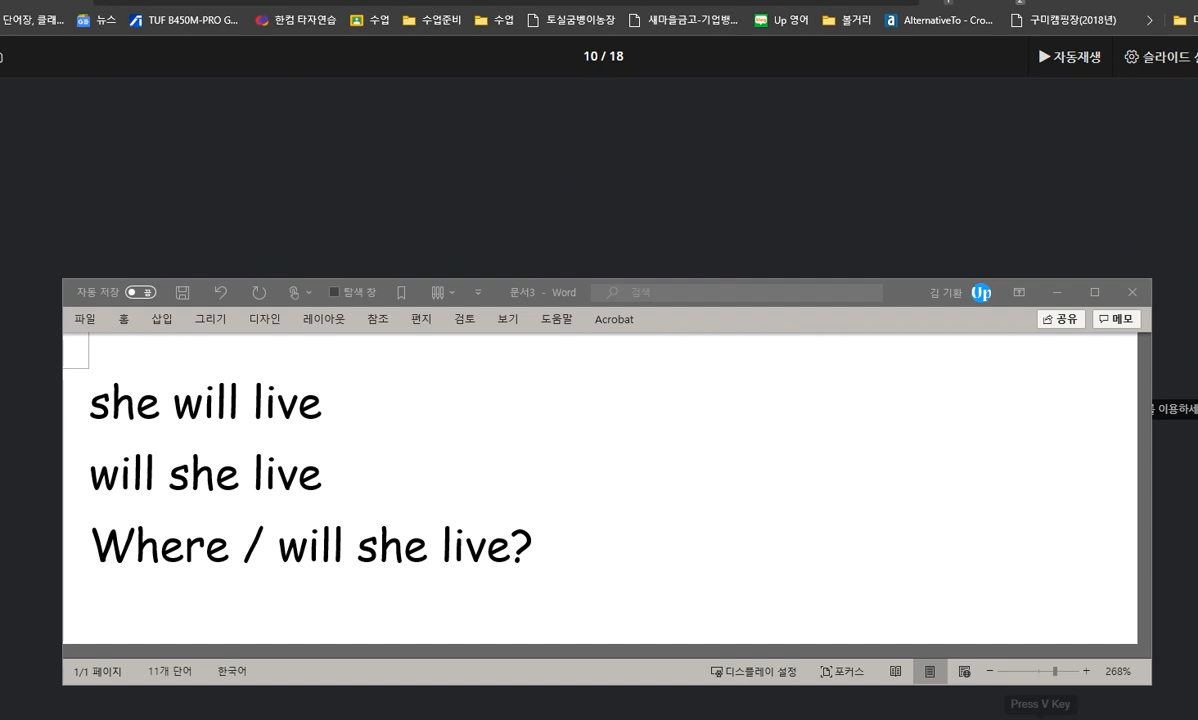 단어장, 클래...
뉴스
TUF B450M-PRO G...
한컴 타자연습
수업
수업준비
수업
토실굼벵이농장
새마을금고-기업뱅...
Up 영어
볼거리
AlternativeTo - Cro...
구미캠핑장(2018년)
10 / 18
자동재생
슬라이드
자동 저장
끔
탐색 창
문서3 - Word
검색
김 기환
Up
파일 홈 삽입 그리기 디자인 레이아웃 참조 편지 검토 보기 도움말 Acrobat
공유
메모
she will live
will she live
Where / will she live?
이용하세
1/1 페이지
11개 단어
한국어
디스플레이 설정
포커스
268%
Press V Key